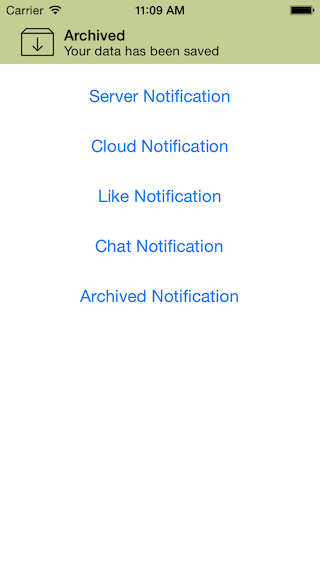 Carrier 11:09 AM
Archived
Your data has been saved
Server Notification
Cloud Notification
Like Notification
Chat Notification
Archived Notification